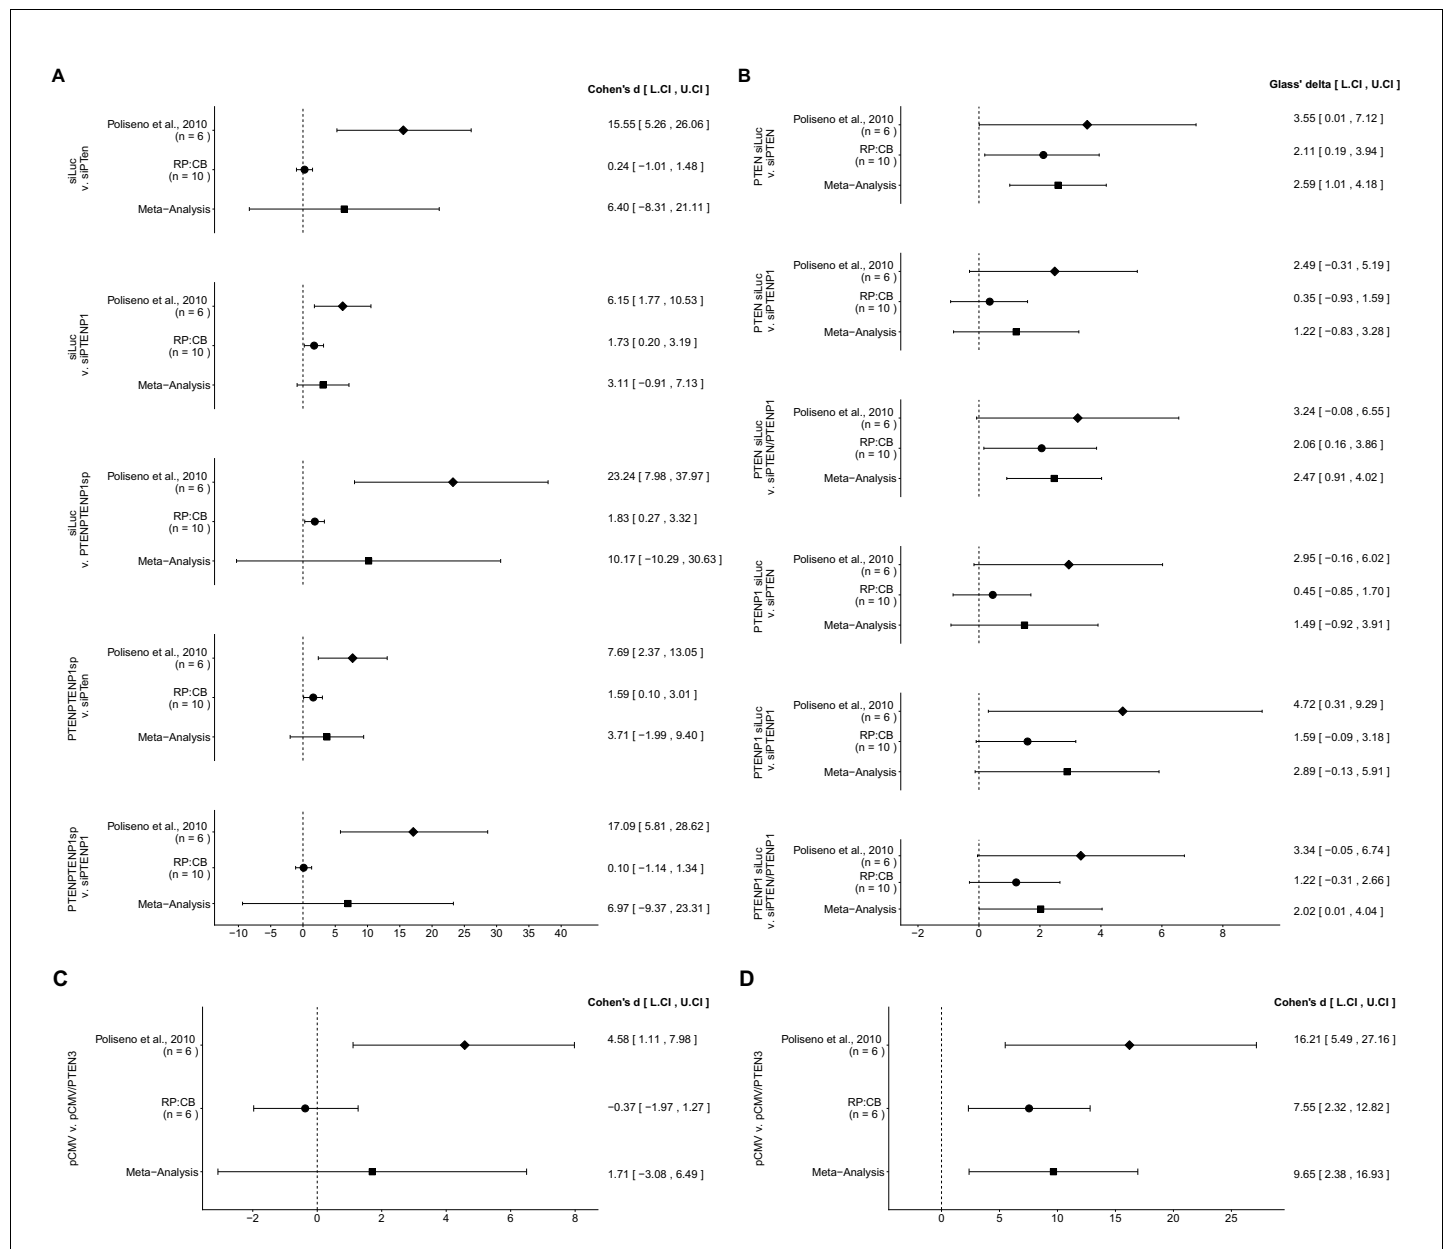 A
Cohen's d [ L.CI , U.CI ]
siLuc
v. siPTen
Poliseno et al., 2010
(n = 6 )
15.55 [ 5.26 , 26.06 ]
RP:CB
(n = 10 )
0.24 [ −1.01 , 1.48 ]
Meta−Analysis
6.40 [ −8.31 , 21.11 ]
siLuc
v. siPTENP1
Poliseno et al., 2010
(n = 6 )
6.15 [ 1.77 , 10.53 ]
RP:CB
(n = 10 )
1.73 [ 0.20 , 3.19 ]
Meta−Analysis
3.11 [ −0.91 , 7.13 ]
siLuc
v. PTENPTENP1sp
Poliseno et al., 2010
(n = 6 )
23.24 [ 7.98 , 37.97 ]
RP:CB
(n = 10 )
1.83 [ 0.27 , 3.32 ]
Meta−Analysis
10.17 [ −10.29 , 30.63 ]
PTENPTENP1sp
v. siPTen
Poliseno et al., 2010
(n = 6 )
7.69 [ 2.37 , 13.05 ]
RP:CB
(n = 10 )
1.59 [ 0.10 , 3.01 ]
Meta−Analysis
3.71 [ −1.99 , 9.40 ]
PTENPTENP1sp
v. siPTENP1
Poliseno et al., 2010
(n = 6 )
17.09 [ 5.81 , 28.62 ]
RP:CB
(n = 10 )
0.10 [ −1.14 , 1.34 ]
Meta−Analysis
6.97 [ −9.37 , 23.31 ]
−10 −5 0 5 10 15 20 25 30 35 40
B
Glass' delta [ L.CI , U.CI ]
PTEN siLuc
v. siPTEN
Poliseno et al., 2010
(n = 6 )
3.55 [ 0.01 , 7.12 ]
RP:CB
(n = 10 )
2.11 [ 0.19 , 3.94 ]
Meta−Analysis
2.59 [ 1.01 , 4.18 ]
PTEN siLuc
v. siPTENP1
Poliseno et al., 2010
(n = 6 )
2.49 [ −0.31 , 5.19 ]
RP:CB
(n = 10 )
0.35 [ −0.93 , 1.59 ]
Meta−Analysis
1.22 [ −0.83 , 3.28 ]
PTEN siLuc
v. siPTEN/PTENP1
Poliseno et al., 2010
(n = 6 )
3.24 [ −0.08 , 6.55 ]
RP:CB
(n = 10 )
2.06 [ 0.16 , 3.86 ]
Meta−Analysis
2.47 [ 0.91 , 4.02 ]
PTENP1 siLuc
v. siPTEN
Poliseno et al., 2010
(n = 6 )
2.95 [ −0.16 , 6.02 ]
RP:CB
(n = 10 )
0.45 [ −0.85 , 1.70 ]
Meta−Analysis
1.49 [ −0.92 , 3.91 ]
PTENP1 siLuc
v. siPTENP1
Poliseno et al., 2010
(n = 6 )
4.72 [ 0.31 , 9.29 ]
RP:CB
(n = 10 )
1.59 [ −0.09 , 3.18 ]
Meta−Analysis
2.89 [ −0.13 , 5.91 ]
PTENP1 siLuc
v. siPTEN/PTENP1
Poliseno et al., 2010
(n = 6 )
3.34 [ −0.05 , 6.74 ]
RP:CB
(n = 10 )
1.22 [ −0.31 , 2.66 ]
Meta−Analysis
2.02 [ 0.01 , 4.04 ]
−2 0 2 4 6 8
C
Cohen's d [ L.CI , U.CI ]
pCMV v. pCMV/PTEN3
Poliseno et al., 2010
(n = 6 )
4.58 [ 1.11 , 7.98 ]
RP:CB
(n = 6 )
−0.37 [ −1.97 , 1.27 ]
Meta−Analysis
1.71 [ −3.08 , 6.49 ]
−2 0 2 4 6 8
D
Cohen's d [ L.CI , U.CI ]
pCMV v. pCMV/PTEN3
Poliseno et al., 2010
(n = 6 )
16.21 [ 5.49 , 27.16 ]
RP:CB
(n = 6 )
7.55 [ 2.32 , 12.82 ]
Meta−Analysis
9.65 [ 2.38 , 16.93 ]
0 5 10 15 20 25